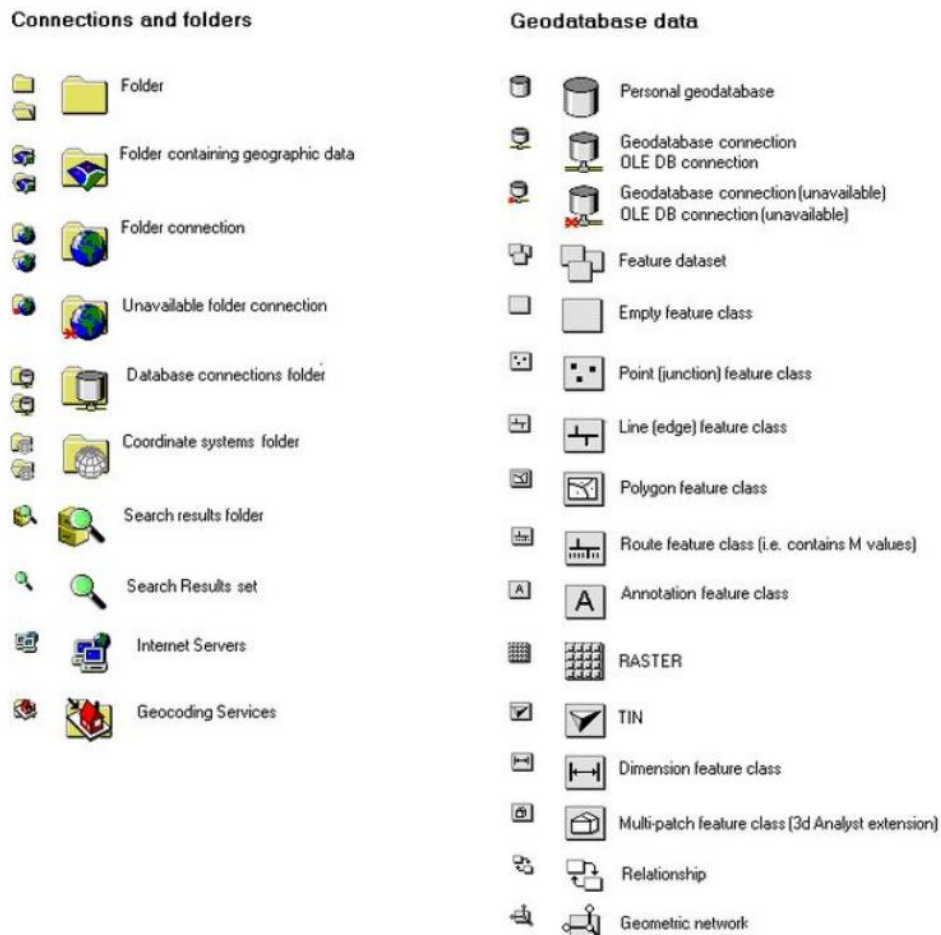 Connections and folders
Folder
Folder containing geographic data
Folder connection
Unavailable folder connection
Database connections folder
Coordinate systems folder
Search results folder
Search Results set
Internet Servers
Geocoding Services
Geodatabase data
Personal geodatabase
Geodatabase connection
OLE DB connection
Geodatabase connection (unavailable)
OLE DB connection (unavailable)
Feature dataset
Empty feature class
Point (junction) feature class
Line (edge) feature class
Polygon feature class
Route feature class (i.e. contains M values)
A
A
Annotation feature class
RASTER
TIN
Dimension feature class
Multi-patch feature class (3d Analyst extension)
Relationship
Geometric network